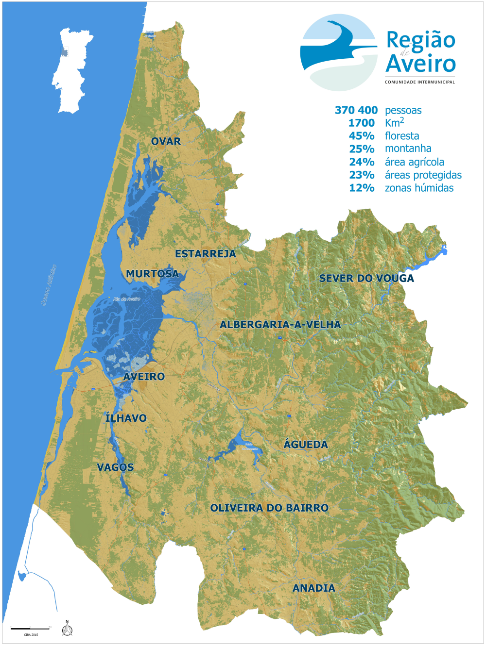 Região
de
Aveiro
COMUNIDADE INTERMUNICIPAL
370 400 pessoas
1700 Km2
45% floresta
25% montanha
24% área agrícola
23% áreas protegidas
12% zonas húmidas
OVAR
ESTARREJA
MURTOSA
SEVER DO VOUGA
ALBERGARIA-A-VELHA
AVEIRO
ÍLHAVO
ÁGUEDA
VAGOS
OLIVEIRA DO BAIRRO
ANADIA